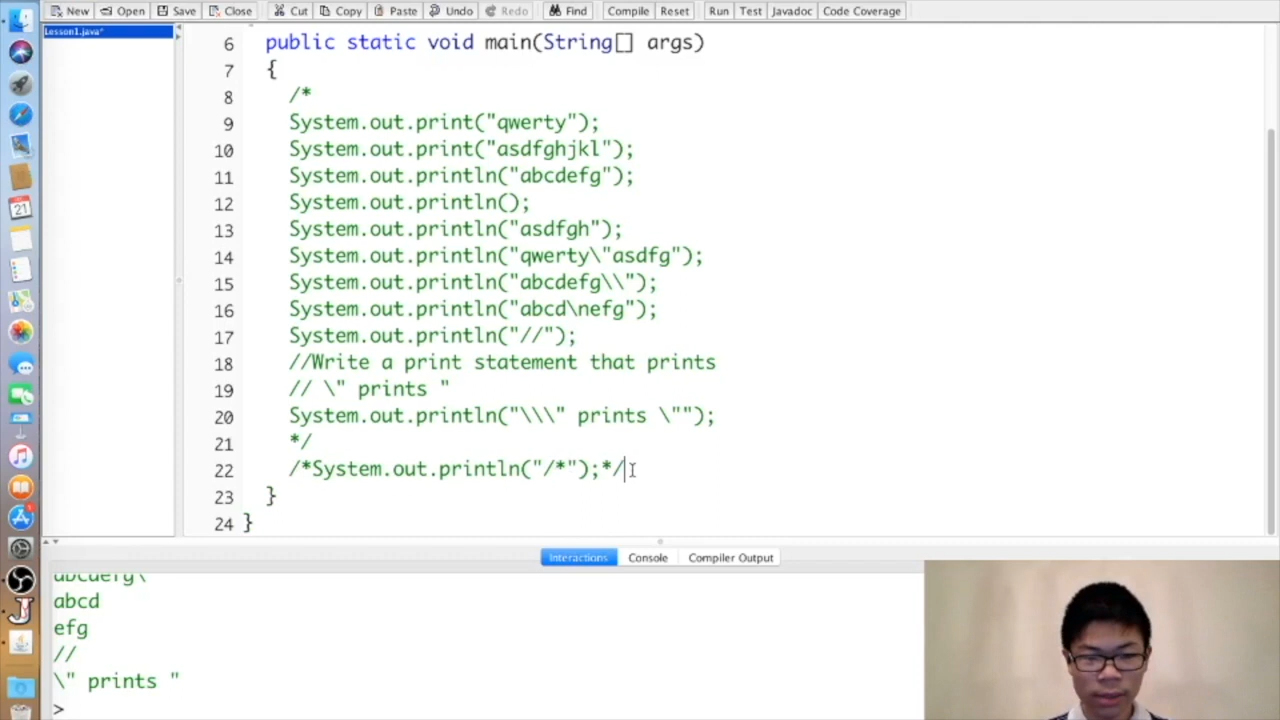 New Open Save Close Cut Copy Paste Undo Redo Find Compile Reset Run Test Javadoc Code Coverage
Lesson1.java*
6 public static void main(String[] args)
7 {
8 /*
9 System.out.print("qwerty");
10 System.out.print("asdfghjkl");
11 System.out.println("abcdefg");
12 System.out.println();
13 System.out.println("asdfgh");
14 System.out.println("qwerty\"asdfg");
15 System.out.println("abcdefg\\");
16 System.out.println("abcd\nefg");
17 System.out.println("//");
18 //Write a print statement that prints
19 // \" prints "
20 System.out.println("\\\" prints \"");
21 */
22 /*System.out.println("/*");*/
23 }
24 }
Interactions Console Compiler Output
abcdefg\
abcd
efg
//
\" prints "
>
21